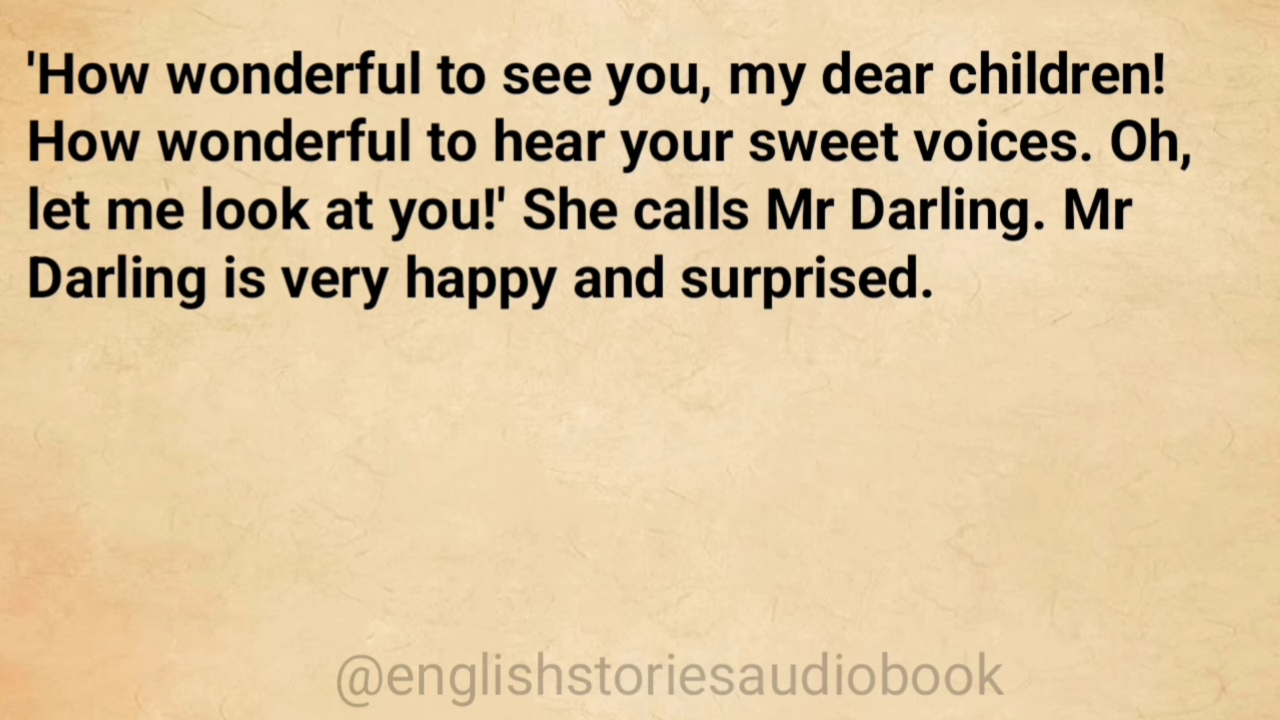 'How wonderful to see you, my dear children!
How wonderful to hear your sweet voices. Oh,
let me look at you!' She calls Mr Darling. Mr
Darling is very happy and surprised.
@englishstoriesaudiobook